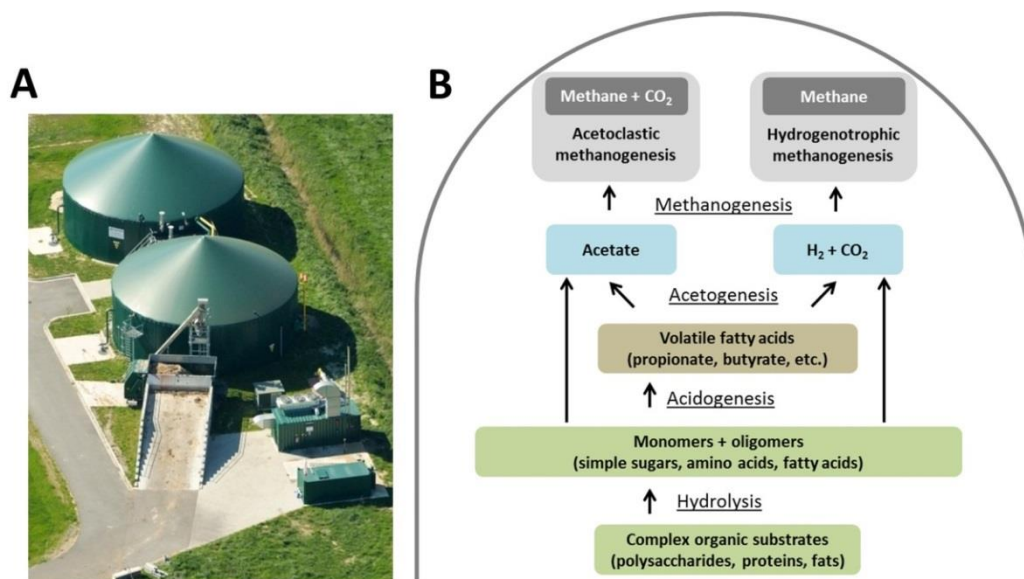 A
B
Methane + CO₂
Acetoclastic
methanogenesis
Methane
Hydrogenotrophic
methanogenesis
Methanogenesis
Acetate
H₂ + CO₂
Acetogenesis
Volatile fatty acids
(propionate, butyrate, etc.)
Acidogenesis
Monomers + oligomers
(simple sugars, amino acids, fatty acids)
Hydrolysis
Complex organic substrates
(polysaccharides, proteins, fats)